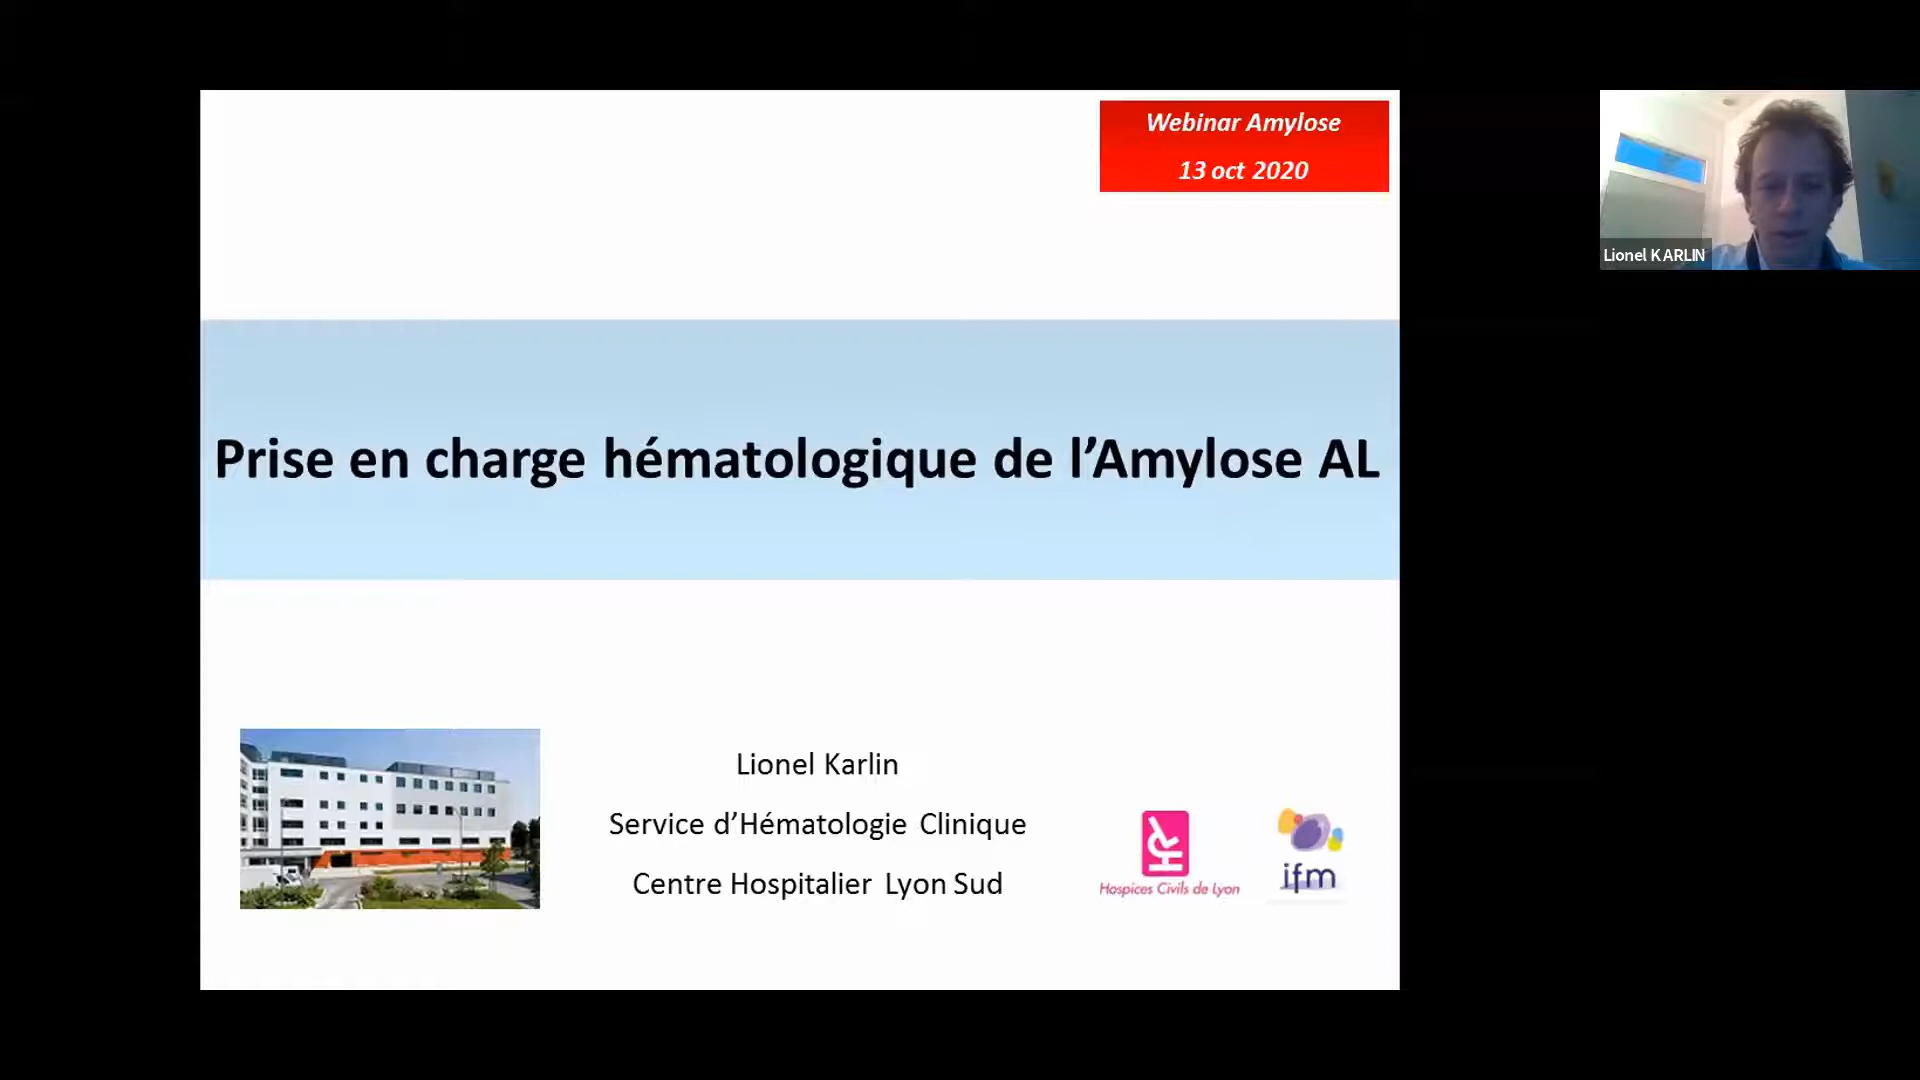 Webinar Amylose
13 oct 2020
Lionel KARLIN
Prise en charge hématologique de l’Amylose AL
Lionel Karlin
Service d’Hématologie Clinique
Centre Hospitalier Lyon Sud
HCL
Hospices Civils de Lyon
ifm